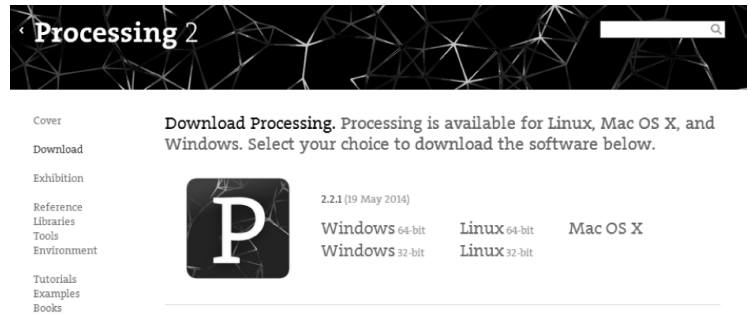 ‹ Processing 2
Cover
Download
Exhibition
Reference
Libraries
Tools
Environment
Tutorials
Examples
Books
Download Processing. Processing is available for Linux, Mac OS X, and
Windows. Select your choice to download the software below.
P
2.2.1 (19 May 2014)
Windows 64-bit Linux 64-bit Mac OS X
Windows 32-bit Linux 32-bit